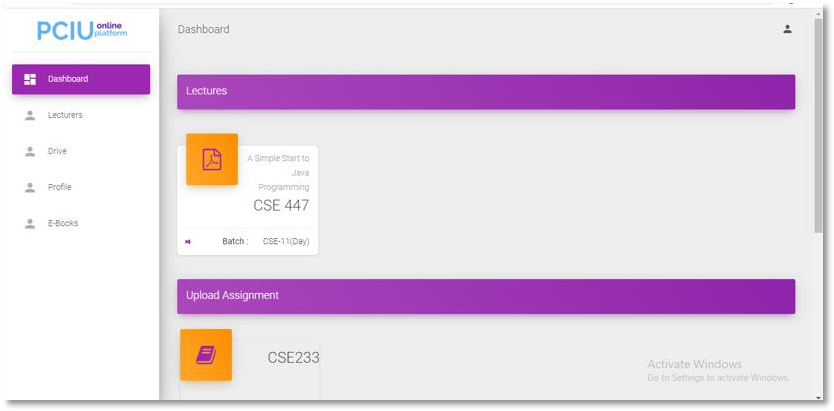 PCIU online platform
Dashboard
Dashboard
Lecturers
Drive
Profile
E-Books
Lectures
A Simple Start to
Java
Programming
CSE 447
Batch : CSE-11(Day)
Upload Assignment
CSE233
Activate Windows
Go to Settings to activate Windows.